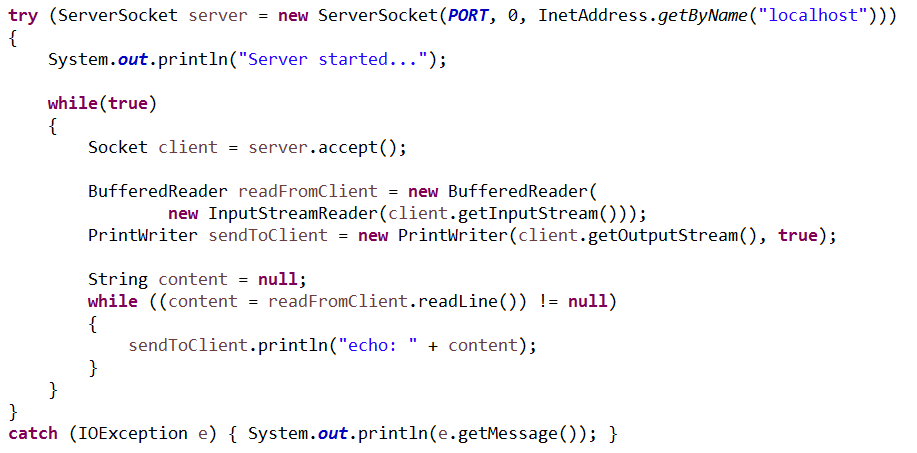 try (ServerSocket server = new ServerSocket(PORT, 0, InetAddress.getByName("localhost")))
{
    System.out.println("Server started...");

    while(true)
    {
        Socket client = server.accept();

        BufferedReader readFromClient = new BufferedReader(
                new InputStreamReader(client.getInputStream()));
        PrintWriter sendToClient = new PrintWriter(client.getOutputStream(), true);

        String content = null;
        while ((content = readFromClient.readLine()) != null)
        {
            sendToClient.println("echo: " + content);
        }
    }
}
catch (IOException e) { System.out.println(e.getMessage()); }